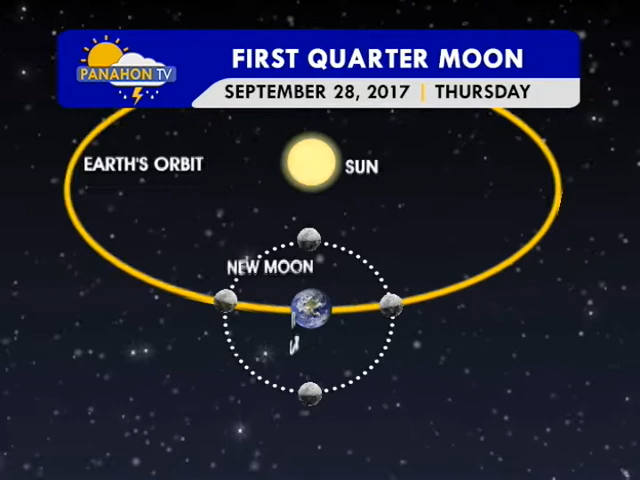 FIRST QUARTER MOON
PANAHON TV
SEPTEMBER 28, 2017 | THURSDAY
EARTH'S ORBIT
SUN
NEW MOON